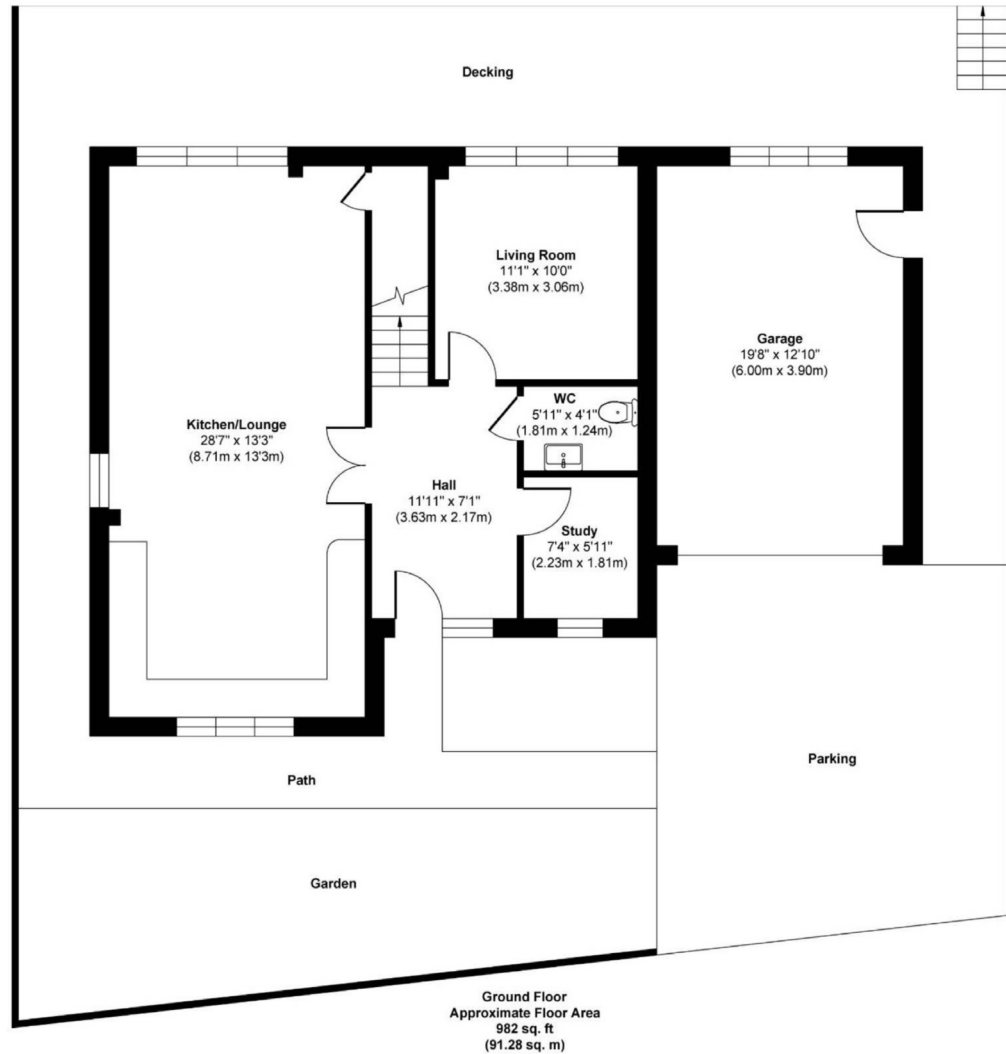 Decking
Living Room
11'1" x 10'0"
(3.38m x 3.06m)
Garage
19'8" x 12'10"
(6.00m x 3.90m)
WC
5'11" x 4'1"
(1.81m x 1.24m)
Kitchen/Lounge
28'7" x 13'3"
(8.71m x 13'3m)
Hall
11'11" x 7'1"
(3.63m x 2.17m)
Study
7'4" x 5'11"
(2.23m x 1.81m)
Path
Parking
Garden
Ground Floor
Approximate Floor Area
982 sq. ft
(91.28 sq. m)